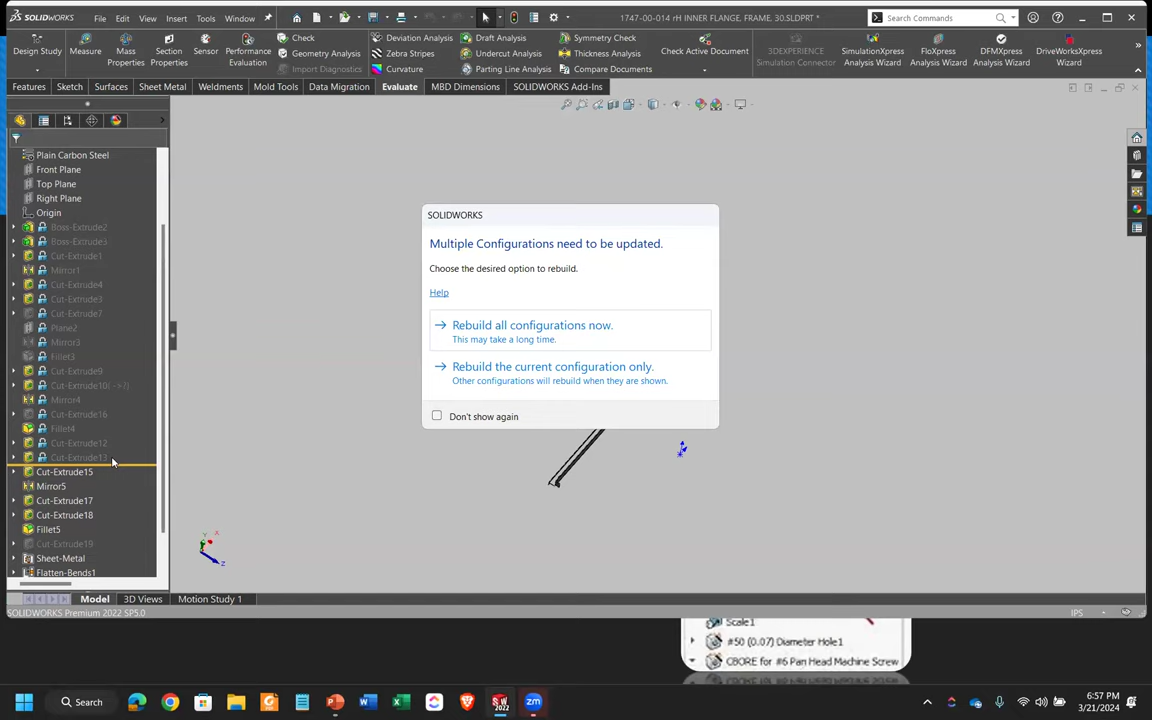 SOLIDWORKS File Edit View Insert Tools Window 1747-00-014 rH INNER FLANGE, FRAME. 30.SLDPRT * Search Commands
Design Study Measure Mass Properties Section Properties Sensor Performance Evaluation
Check Deviation Analysis Draft Analysis Symmetry Check
Geometry Analysis Zebra Stripes Undercut Analysis Thickness Analysis
Import Diagnostics Curvature Parting Line Analysis Compare Documents
Check Active Document 3DEXPERIENCE Simulation Connector SimulationXpress Analysis Wizard FloXpress Analysis Wizard DFMXpress Analysis Wizard DriveWorksXpress Wizard
Features Sketch Surfaces Sheet Metal Weldments Mold Tools Data Migration Evaluate MBD Dimensions SOLIDWORKS Add-Ins
Plain Carbon Steel
Front Plane
Top Plane
Right Plane
Origin
Boss-Extrude2
Boss-Extrude3
Cut-Extrude1
Mirror1
Cut-Extrude4
Cut-Extrude3
Cut-Extrude7
Plane2
Mirror3
Fillet3
Cut-Extrude9
Cut-Extrude10( ->?)
Mirror4
Cut-Extrude16
Fillet4
Cut-Extrude12
Cut-Extrude13
Cut-Extrude15
Mirror5
Cut-Extrude17
Cut-Extrude18
Fillet5
Cut-Extrude19
Sheet-Metal
Flatten-Bends1
SOLIDWORKS
Multiple Configurations need to be updated.
Choose the desired option to rebuild.
Help
Rebuild all configurations now.
This may take a long time.
Rebuild the current configuration only.
Other configurations will rebuild when they are shown.
Don't show again
Y X Z
Model 3D Views Motion Study 1
SOLIDWORKS Premium 2022 SP5.0 IPS
Scale1
#50 (0.07) Diameter Hole1
CBORE for #6 Pan Head Machine Screw
Search
6:57 PM
3/21/2024